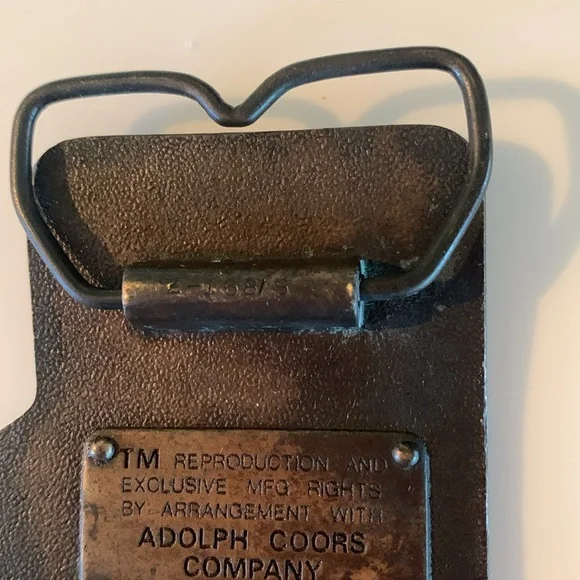 TM REPRODUCTION AND
EXCLUSIVE MFG RIGHTS
BY ARRANGEMENT WITH
ADOLPH COORS
COMPANY